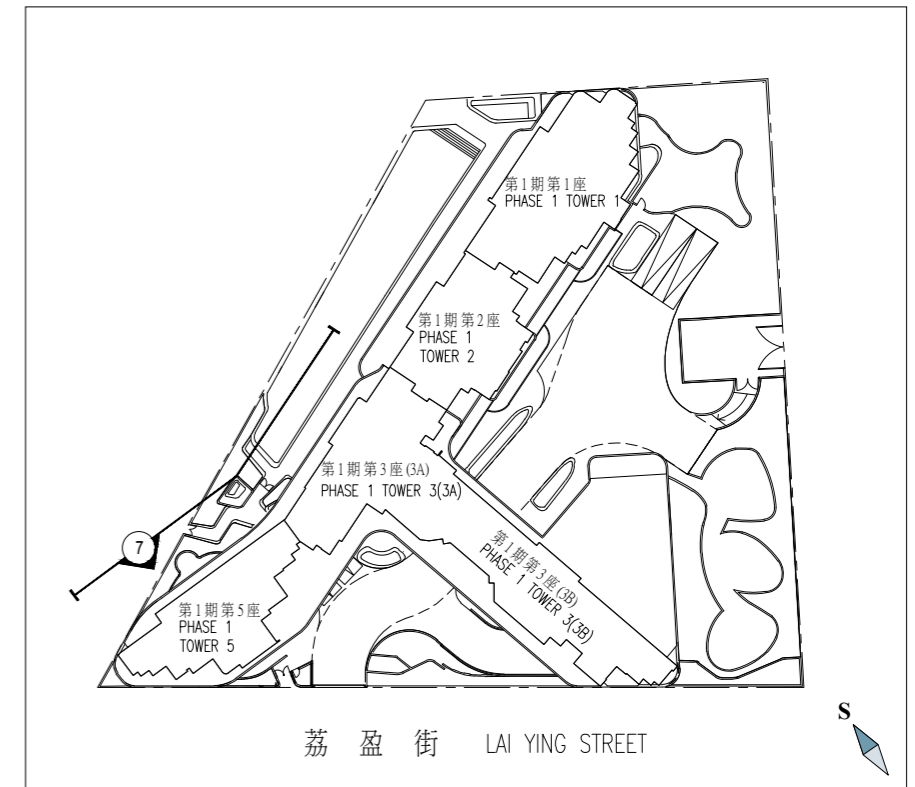 第1期第1座
PHASE 1 TOWER 1
第1期第2座
PHASE 1
TOWER 2
第1期第3座(3A)
PHASE 1 TOWER 3(3A)
第1期第3座(3B)
PHASE 1 TOWER 3(3B)
7
第1期第5座
PHASE 1
TOWER 5
荔盈街 LAI YING STREET
S